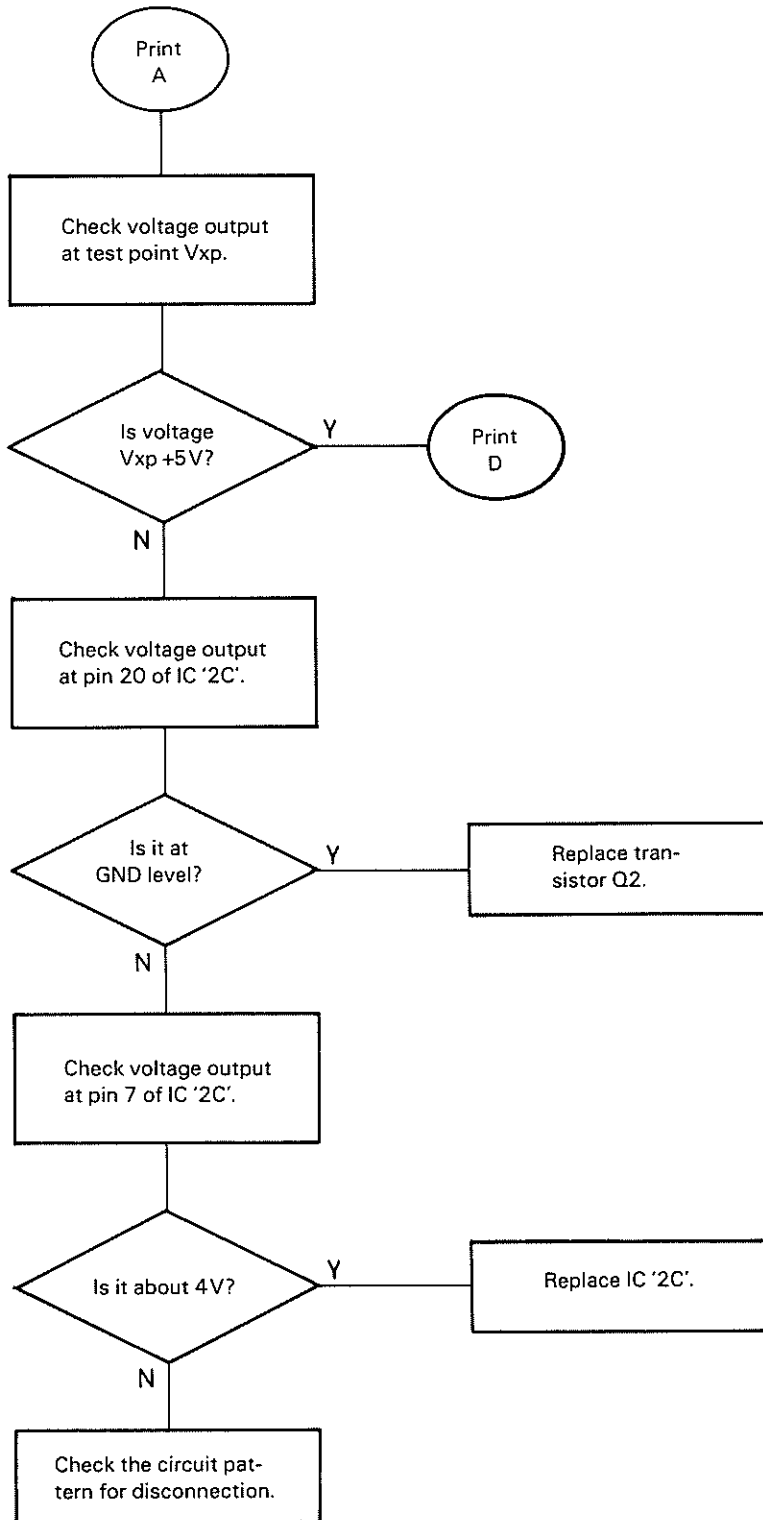 Print
A
Check voltage output
at test point Vxp.
Is voltage
Vxp +5V?
Y
Print
D
N
Check voltage output
at pin 20 of IC '2C'.
Is it at
GND level?
Y
Replace tran-
sistor Q2.
N
Check voltage output
at pin 7 of IC '2C'.
Is it about 4V?
Y
Replace IC '2C'.
N
Check the circuit pat-
tern for disconnection.